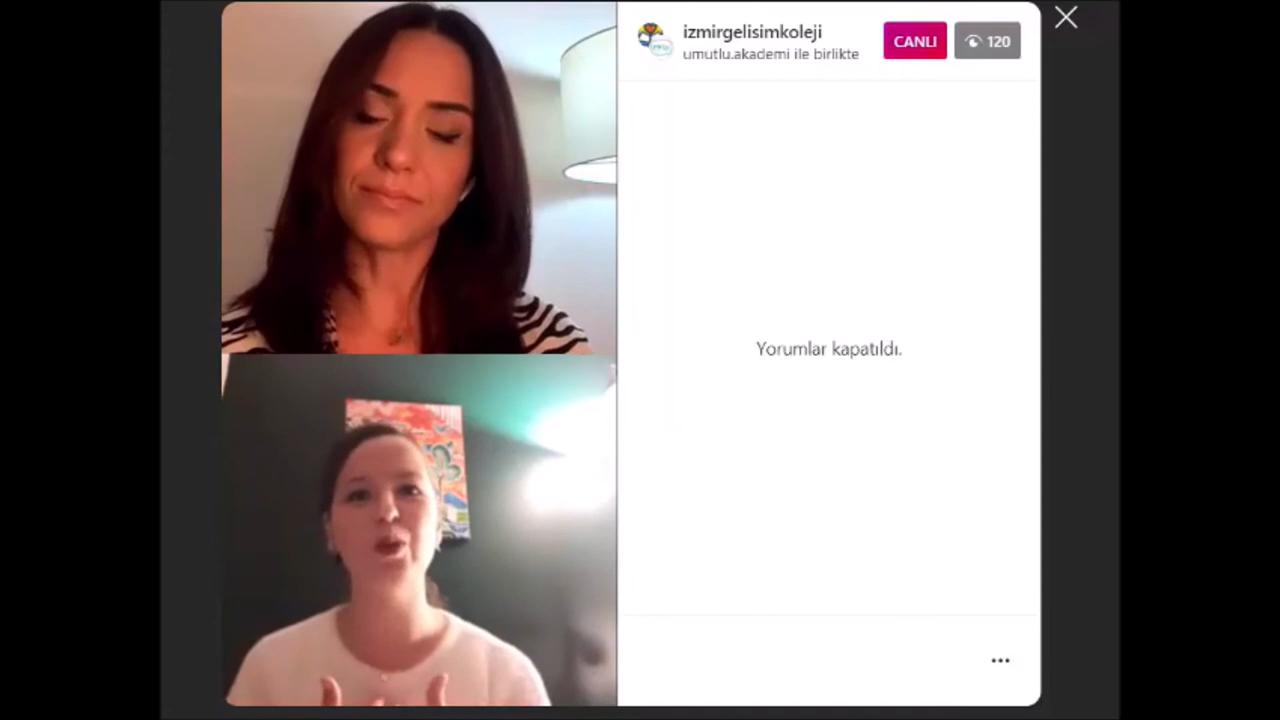 izmirgelisimkoleji
umutlu.akademi ile birlikte
CANLI
120
Yorumlar kapatıldı.